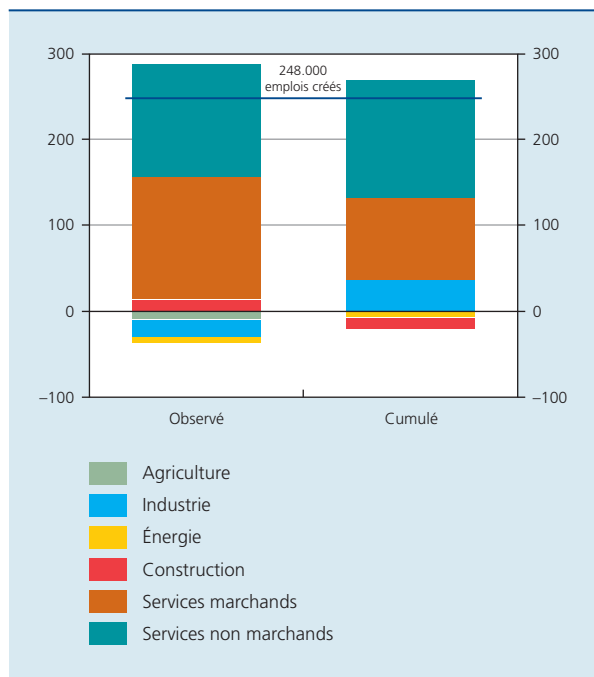 300
200
100
0
–100
248.000
emplois créés
300
200
100
0
–100
Observé
Cumulé
Agriculture
Industrie
Énergie
Construction
Services marchands
Services non marchands